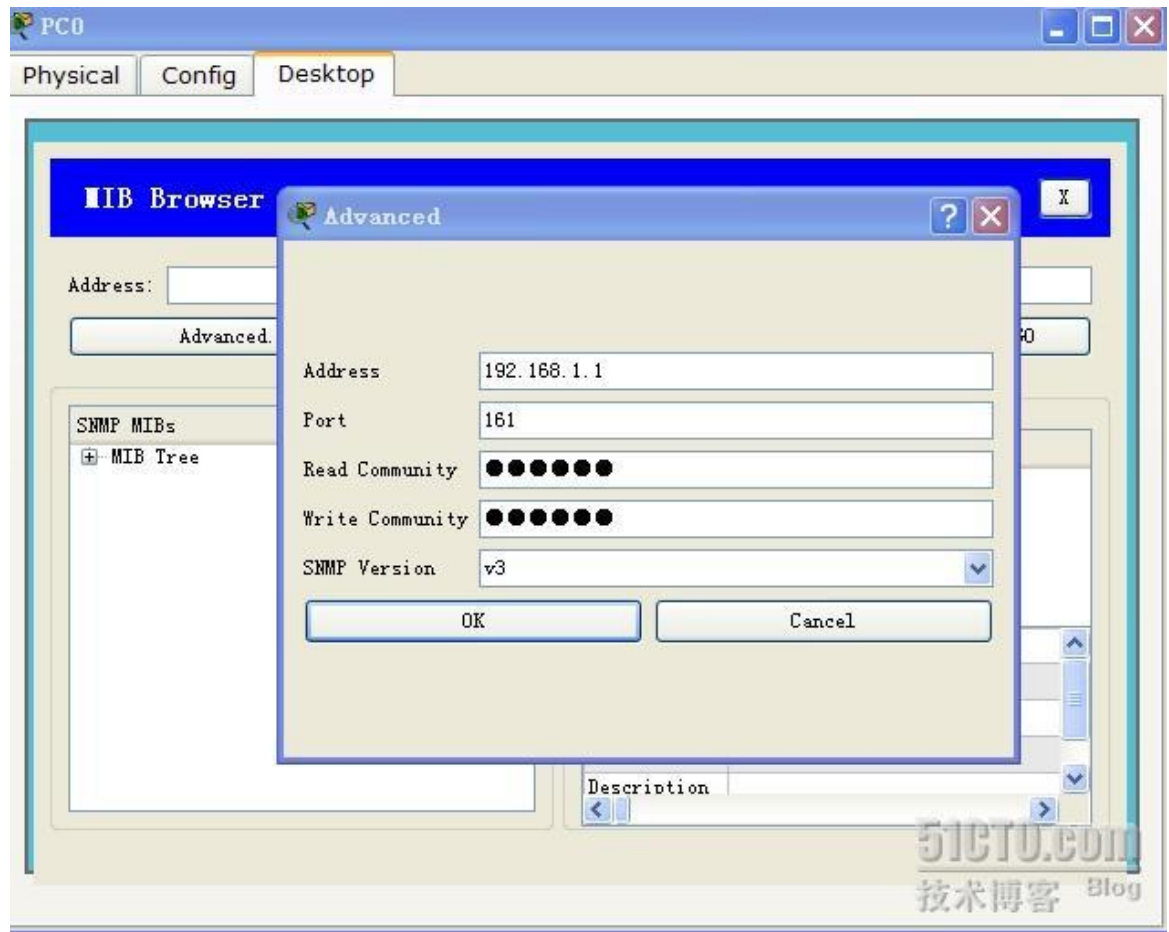 PC0
Physical Config Desktop
MIB Browser
X
Advanced
?
Address:
Advanced.
GO
Address 192.168.1.1
Port 161
Read Community ●●●●●●
Write Community ●●●●●●
SNMP Version v3
OK Cancel
SNMP MIBs
MIB Tree
Description
51CTO.com
技术博客 Blog